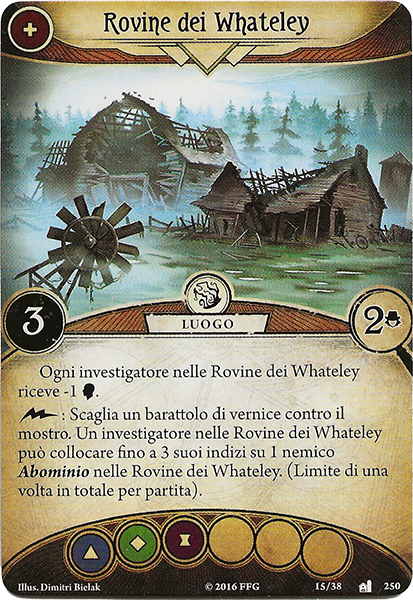 Rovine dei Whateley
3
LUOGO
2
Ogni investigatore nelle Rovine dei Whateley
riceve -1 .
: Scaglia un barattolo di vernice contro il
mostro. Un investigatore nelle Rovine dei Whateley
può collocare fino a 3 suoi indizi su 1 nemico
Abominio nelle Rovine dei Whateley. (Limite di una
volta in totale per partita).
Illus. Dimitri Bielak © 2016 FFG 15/38 250